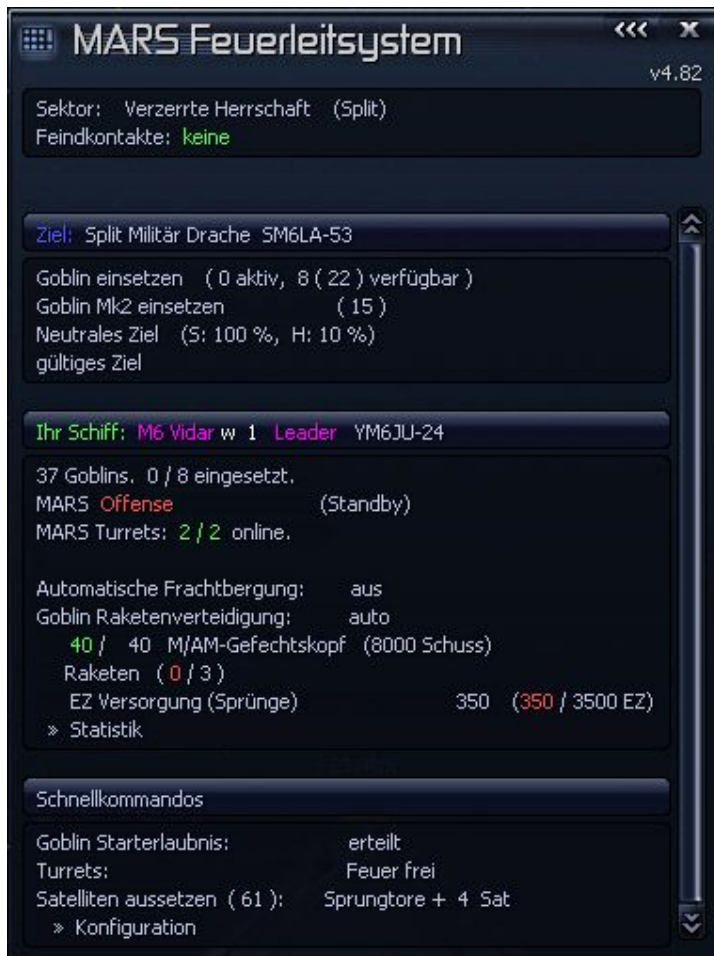 MARS Feuerleitsystem
<<< X
v4.82
Sektor: Verzerrte Herrschaft (Split)
Feindkontakte: keine
Ziel: Split Militär Drache SM6LA-53
Goblin einsetzen ( 0 aktiv, 8 ( 22 ) verfügbar )
Goblin Mk2 einsetzen ( 15 )
Neutrales Ziel (S: 100 %, H: 10 %)
gültiges Ziel
Ihr Schiff: M6 Vidar w 1 Leader YM6JU-24
37 Goblins. 0 / 8 eingesetzt.
MARS Offense (Standby)
MARS Turrets: 2 / 2 online.
Automatische Frachtbergung: aus
Goblin Raketenverteidigung: auto
40 / 40 M/AM-Gefechtskopf (8000 Schuss)
Raketen ( 0 / 3 )
EZ Versorgung (Sprünge) 350 (350 / 3500 EZ)
» Statistik
Schnellkommandos
Goblin Starterlaubnis: erteilt
Turrets: Feuer frei
Satelliten aussetzen ( 61 ): Sprungtore + 4 Sat
» Konfiguration